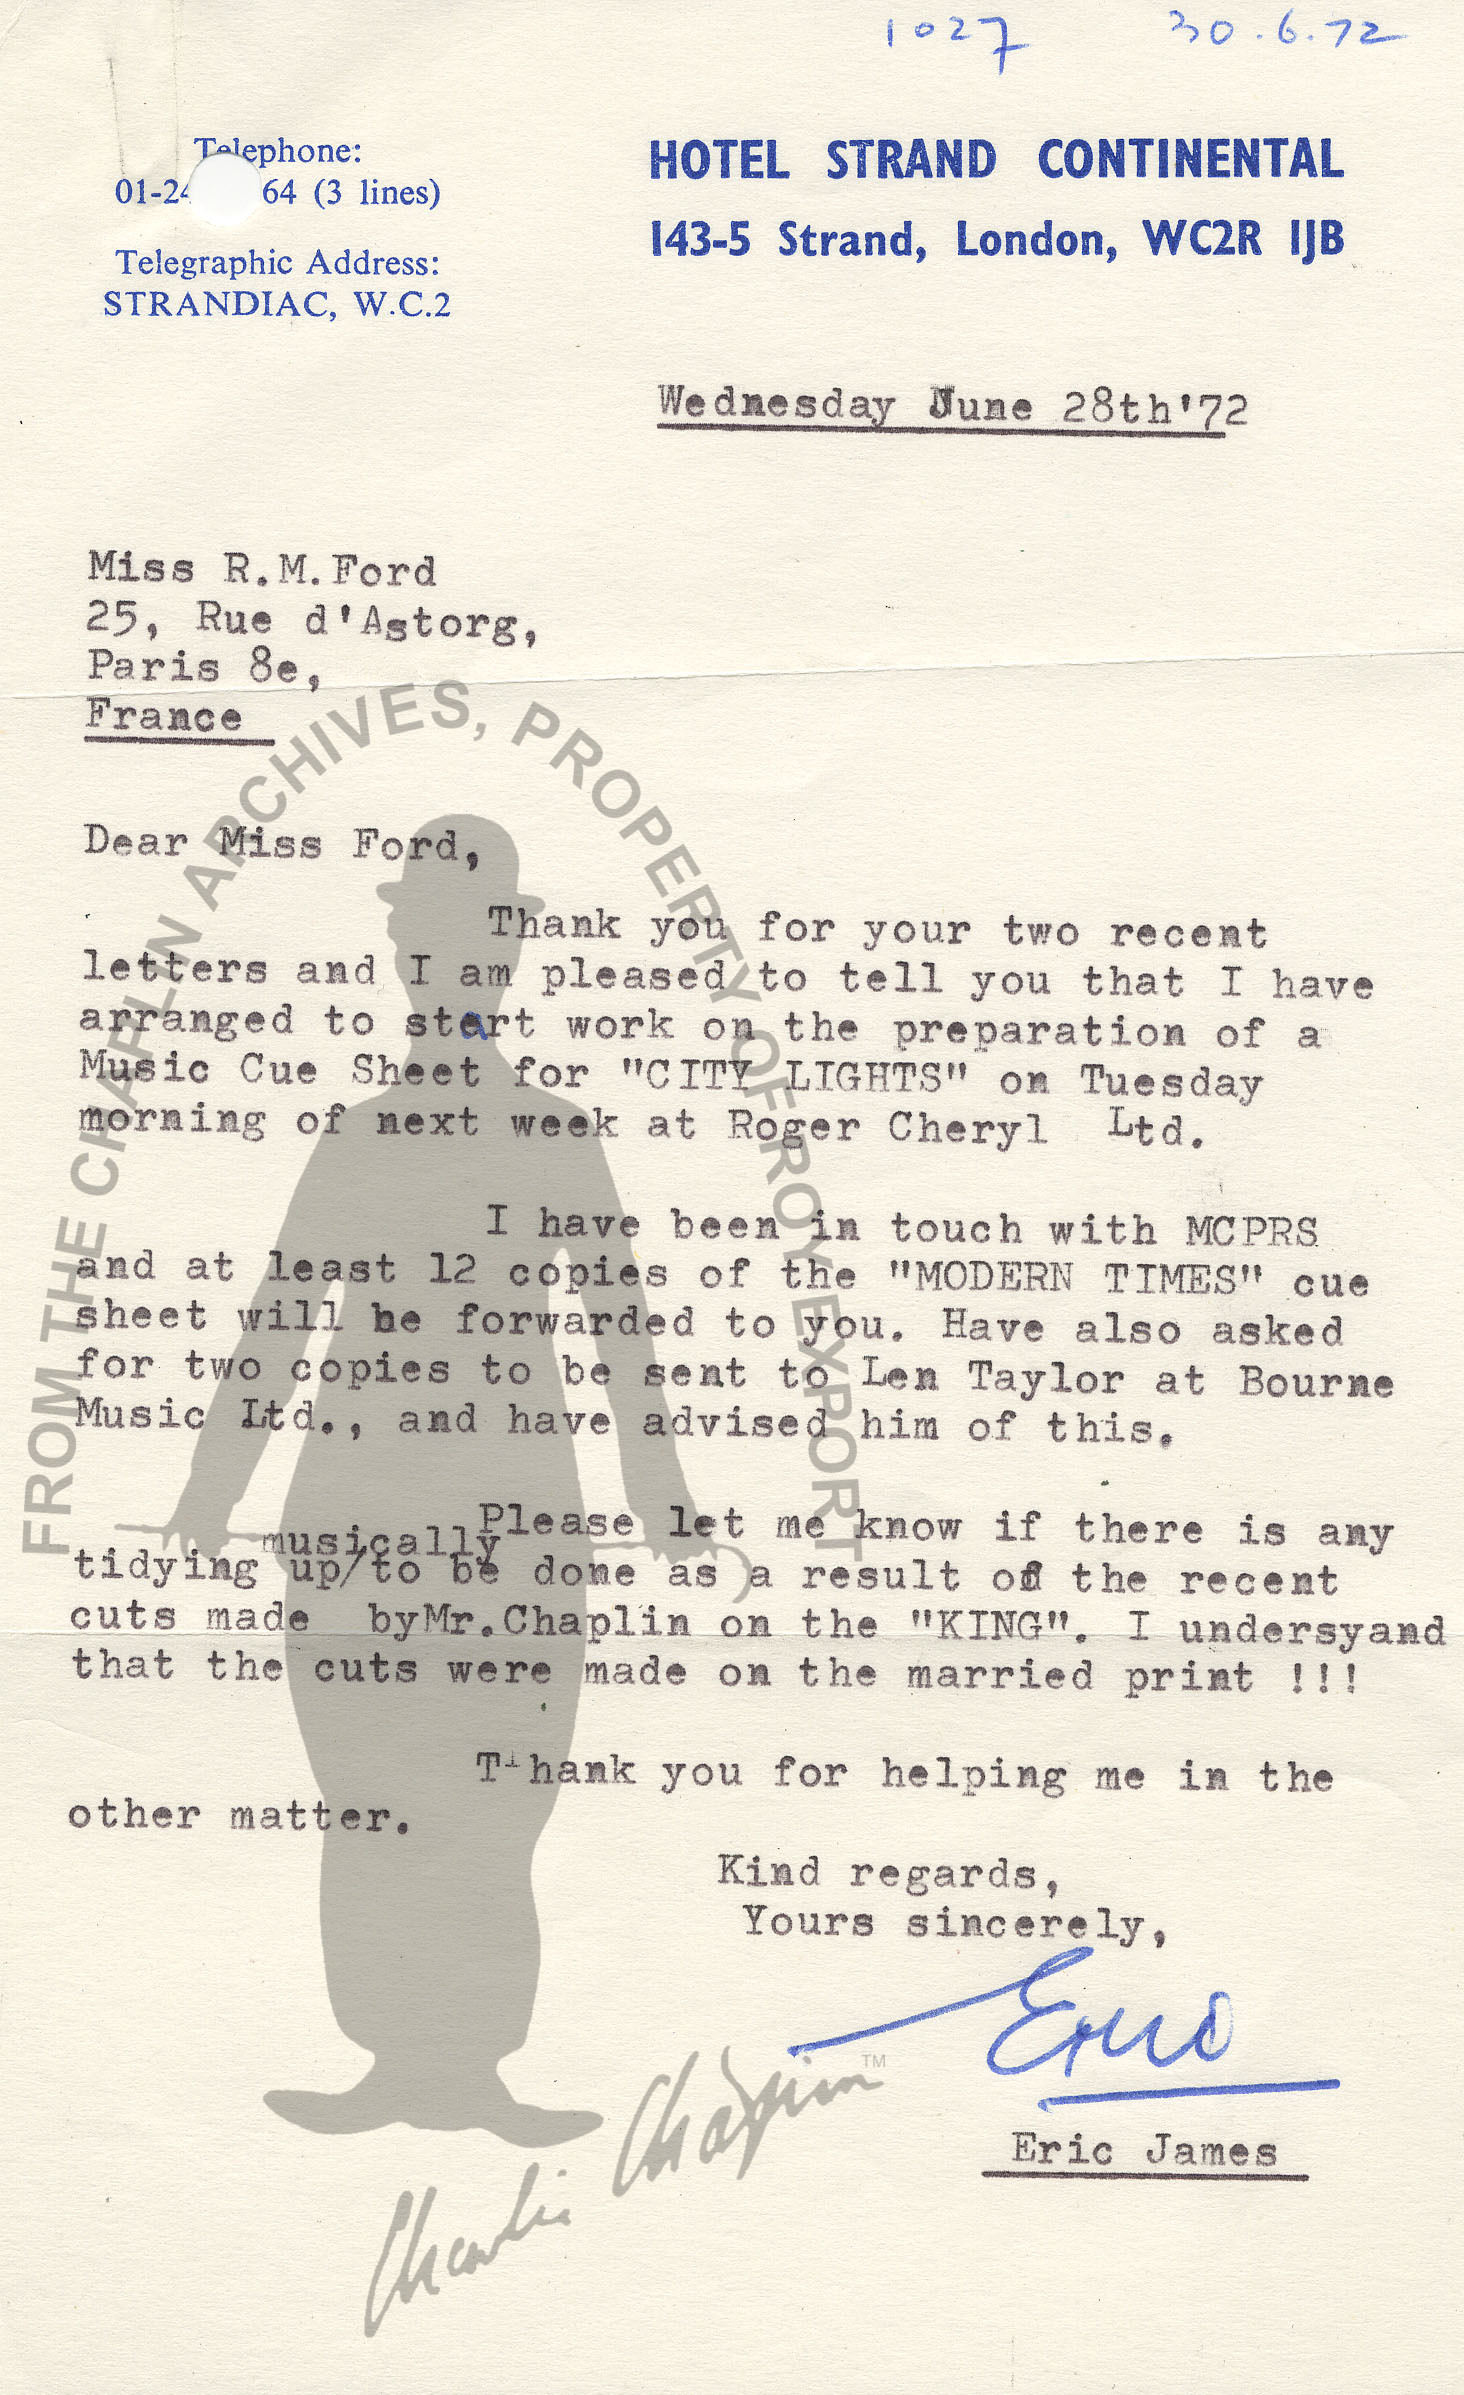 1027 30.6.72
Telephone:
01-24 64 (3 lines)
Telegraphic Address:
STRANDIAC, W.C.2
HOTEL STRAND CONTINENTAL
143-5 Strand, London, WC2R 1JB
Wednesday June 28th'72
Miss R.M.Ford
25, Rue d'Astorg,
Paris 8e,
France
Dear Miss Ford,
Thank you for your two recent
letters and I am pleased to tell you that I have
arranged to start work on the preparation of a
Music Cue Sheet for "CITY LIGHTS" on Tuesday
morning of next week at Roger Cheryl Ltd.
I have been in touch with MCPRS
and at least 12 copies of the "MODERN TIMES" cue
sheet will be forwarded to you. Have also asked
for two copies to be sent to Len Taylor at Bourne
Music Ltd., and have advised him of this.
Please let me know if there is any
musically
tidying up/to be done as a result of the recent
cuts made byMr.Chaplin on the "KING". I undersyand
that the cuts were made on the married print !!!
Thank you for helping me in the
other matter.
Kind regards,
Yours sincerely,
Eric
Eric James
FROM THE CHAPLIN ARCHIVES, PROPERTY OF ROY EXPORT
Charlie Chaplin TM